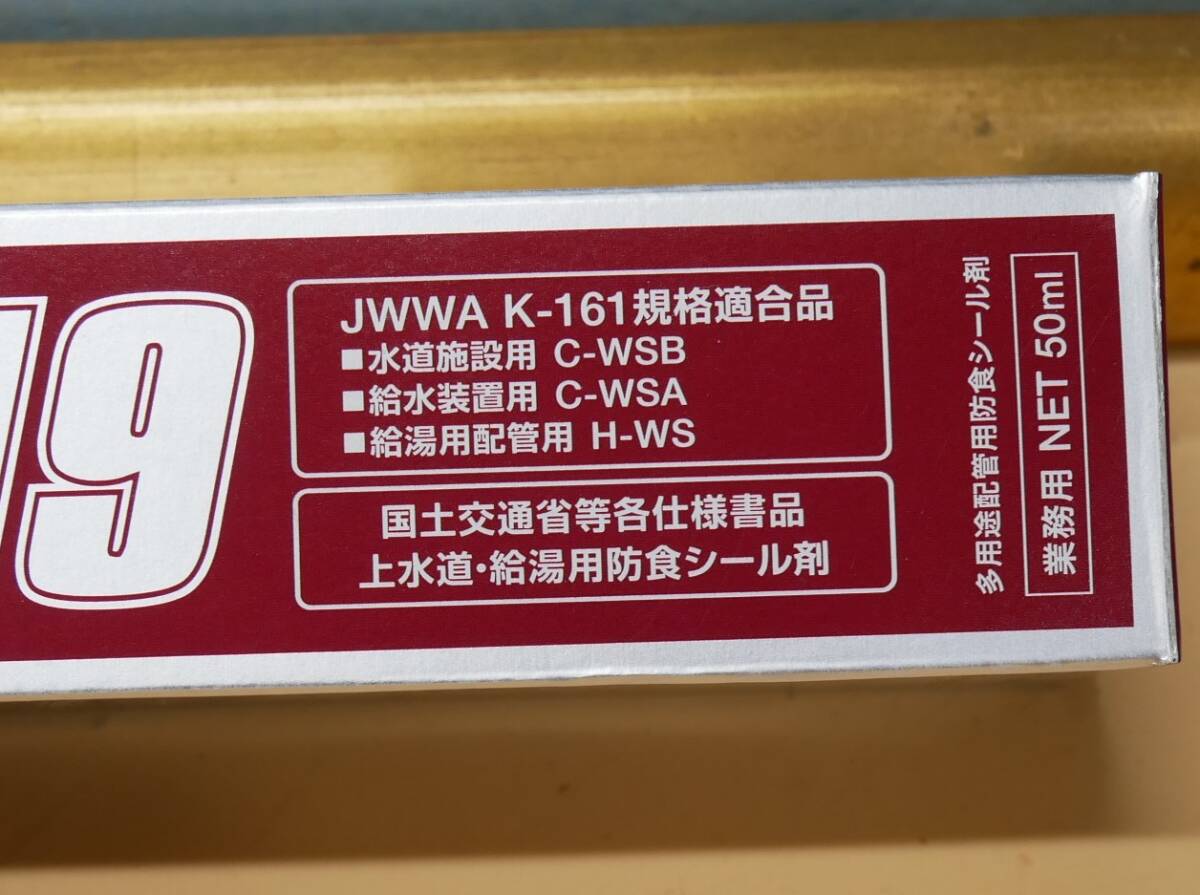 19
JWWA K-161規格適合品
■水道施設用 C-WSB
■給水装置用 C-WSA
■給湯用配管用 H-WS
国土交通省等各仕様書品
上水道・給湯用防食シール剤
多用途配管用防食シール剤
業務用 NET 50ml